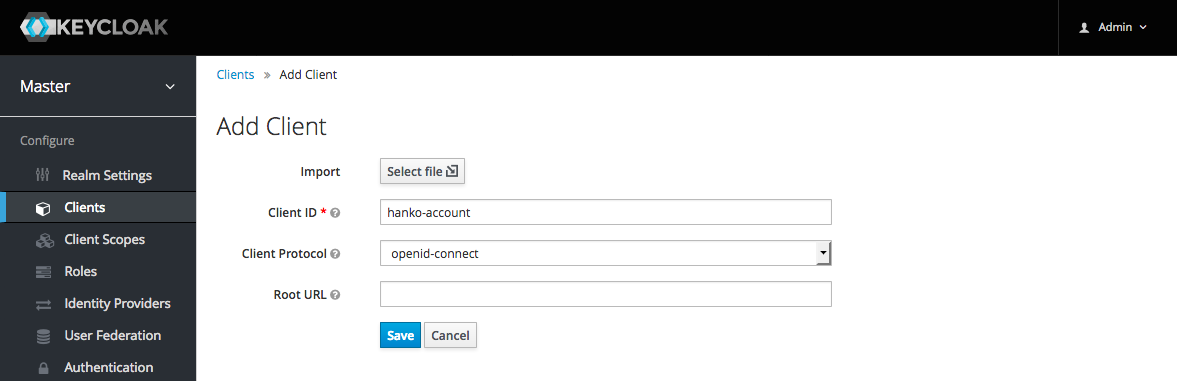 KEYCLOAK
Admin
Master
Configure
Realm Settings
Clients
Client Scopes
Roles
Identity Providers
User Federation
Authentication
Clients » Add Client
Add Client
Import Select file
Client ID * hanko-account
Client Protocol openid-connect
Root URL
Save Cancel